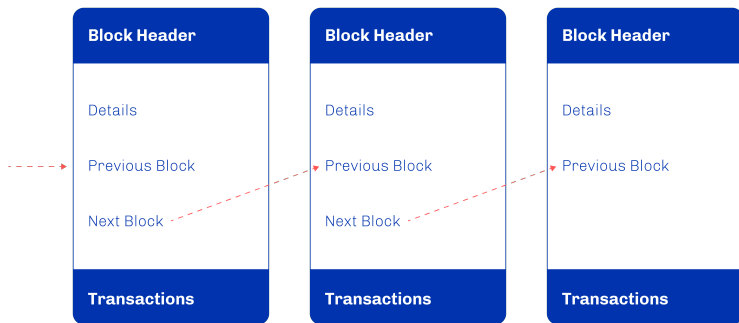 Block Header
Details
Previous Block
Next Block
Transactions
Block Header
Details
Previous Block
Next Block
Transactions
Block Header
Details
Previous Block
Transactions